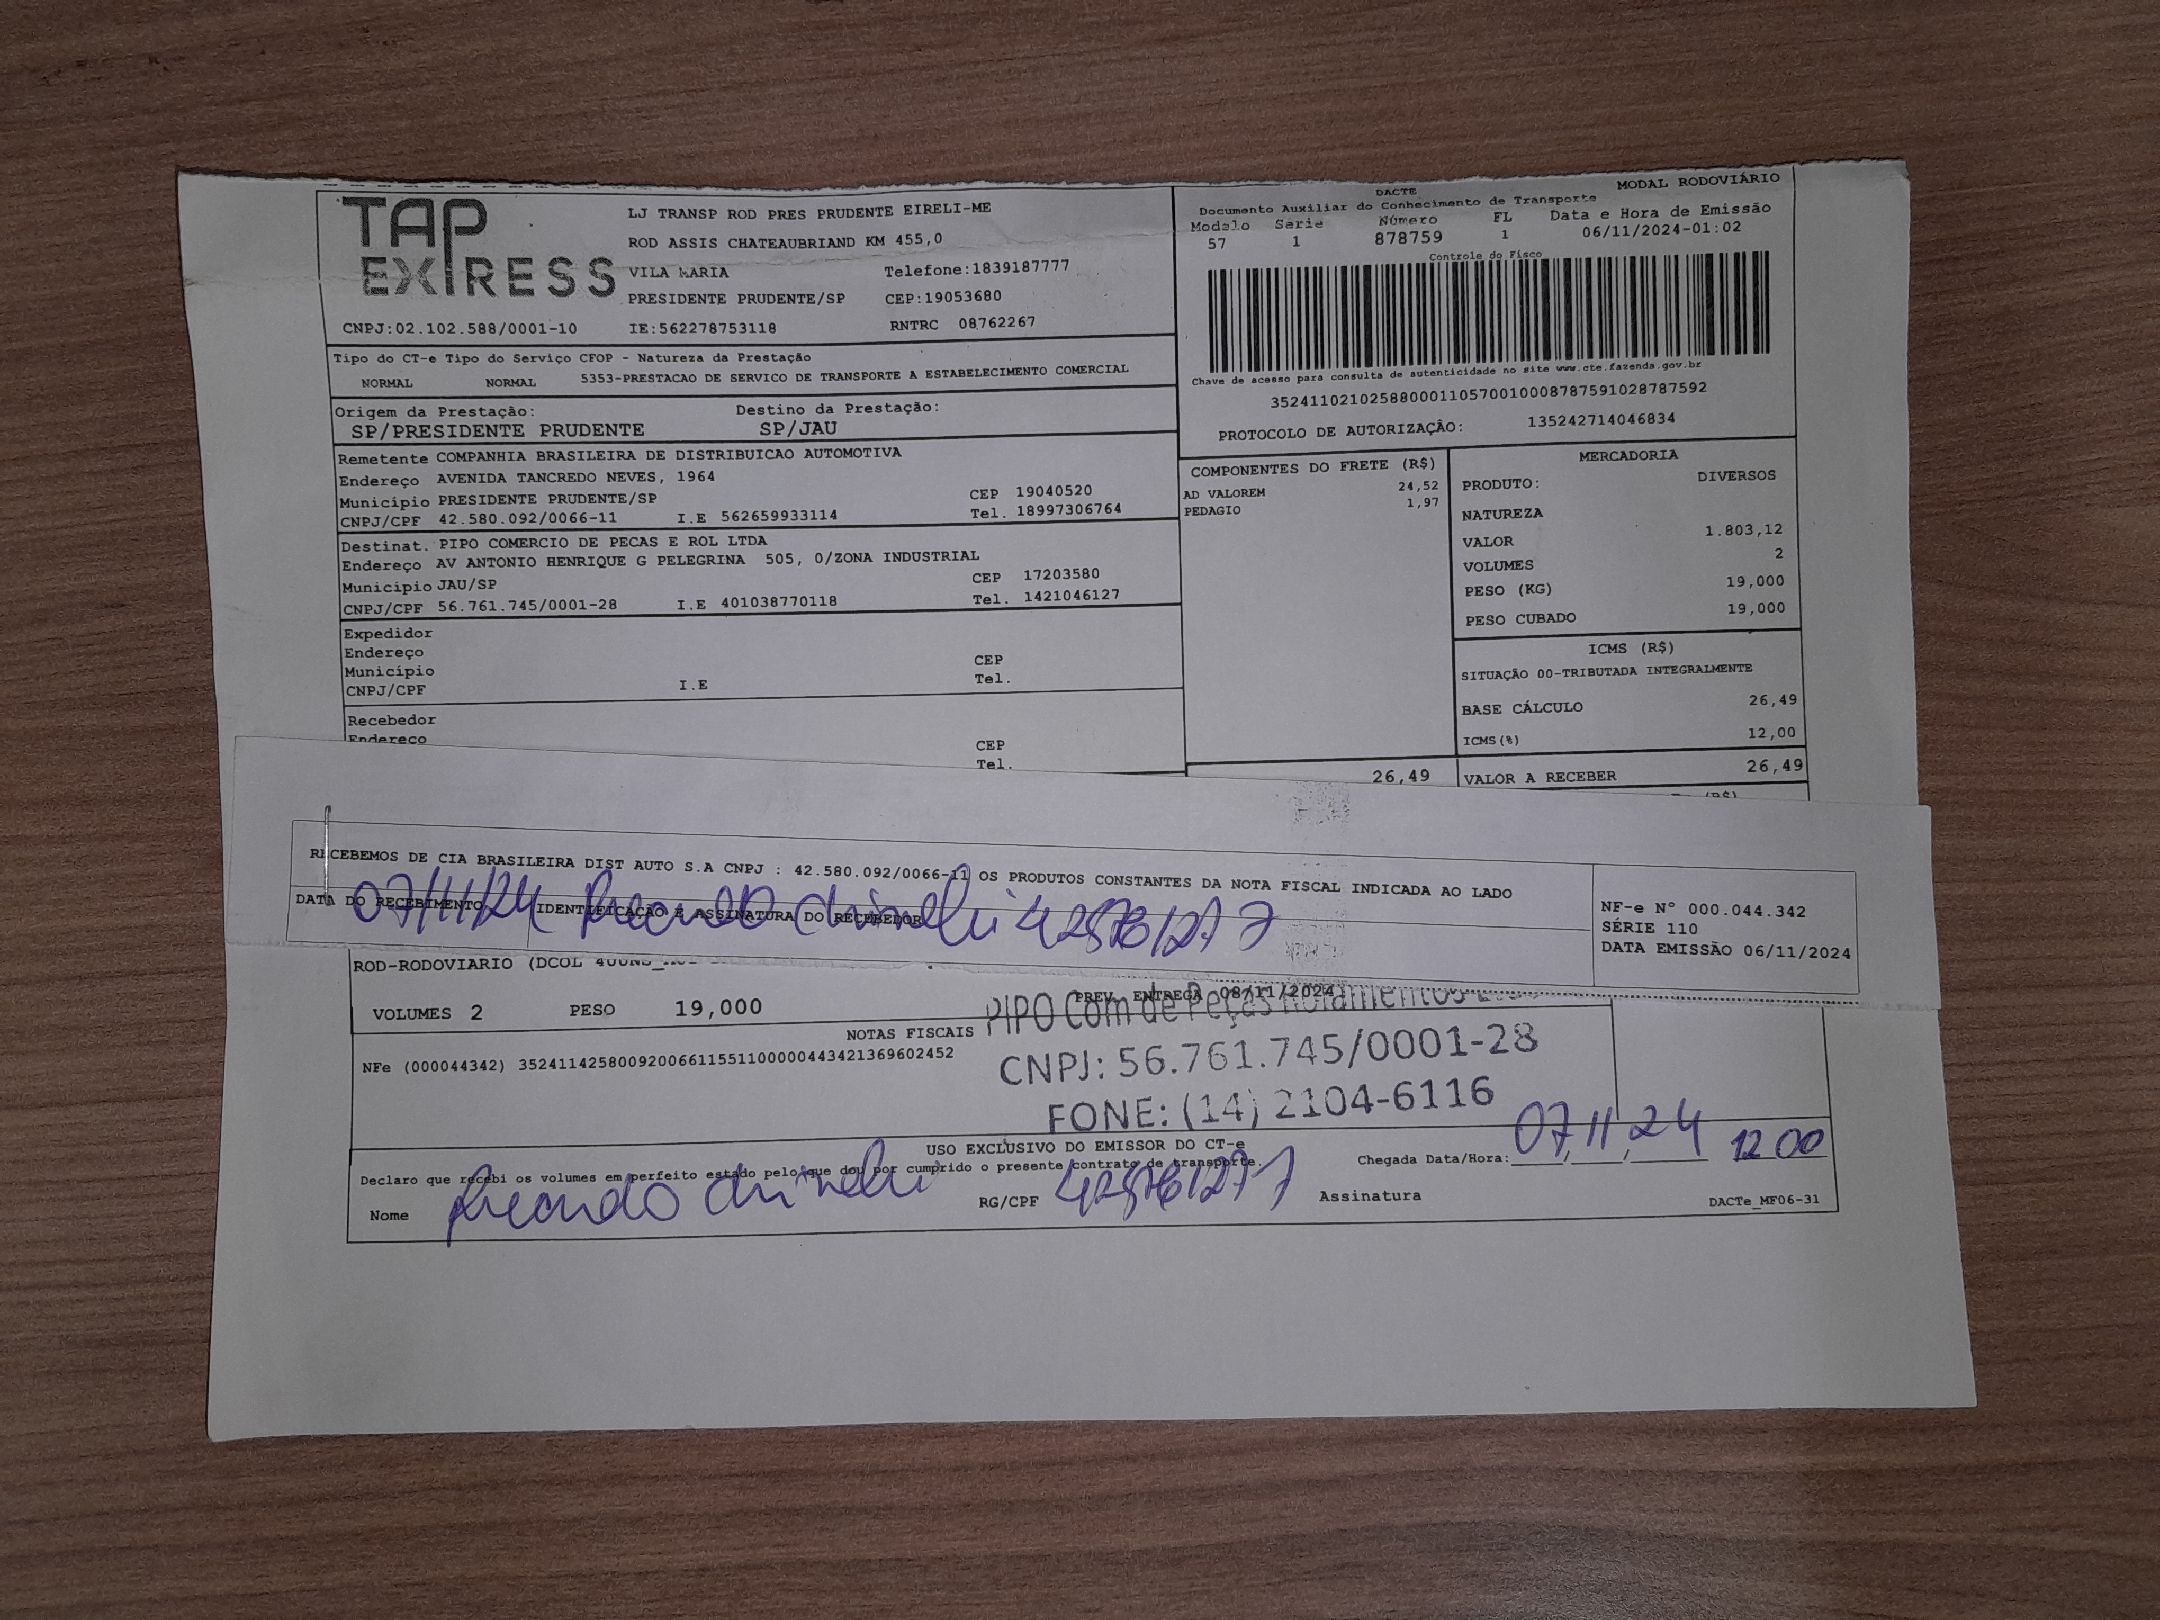 TAP EXPRESS
LJ TRANSP ROD PRES PRUDENTE EIRELI-ME
ROD ASSIS CHATEAUBRIAND KM 455,0
VILA MARIA Telefone:1839187777
PRESIDENTE PRUDENTE/SP CEP:19053680
CNPJ:02.102.588/0001-10 IE:562278753118 RNTRC 08762267
DACTE MODAL RODOVIÁRIO
Documento Auxiliar do Conhecimento de Transporte
Modelo Serie Número FL Data e Hora de Emissão
57 1 878759 1 06/11/2024-01:02
Controle do Fisco
Chave de acesso para consulta de autenticidade no site www.cte.fazenda.gov.br
35241102102588000110570010008787591028787592
PROTOCOLO DE AUTORIZAÇÃO: 135242714046834
Tipo do CT-e Tipo do Serviço CFOP - Natureza da Prestação
NORMAL NORMAL 5353-PRESTACAO DE SERVICO DE TRANSPORTE A ESTABELECIMENTO COMERCIAL
Origem da Prestação: Destino da Prestação:
SP/PRESIDENTE PRUDENTE SP/JAU
Remetente COMPANHIA BRASILEIRA DE DISTRIBUICAO AUTOMOTIVA
Endereço AVENIDA TANCREDO NEVES, 1964
Município PRESIDENTE PRUDENTE/SP CEP 19040520
CNPJ/CPF 42.580.092/0066-11 I.E 562659933114 Tel. 18997306764
Destinat. PIPO COMERCIO DE PECAS E ROL LTDA
Endereço AV ANTONIO HENRIQUE G PELEGRINA 505, 0/ZONA INDUSTRIAL
Município JAU/SP CEP 17203580
CNPJ/CPF 56.761.745/0001-28 I.E 401038770118 Tel. 1421046127
Expedidor
Endereço
Município CEP
CNPJ/CPF I.E Tel.
Recebedor
Endereço CEP
Tel.
COMPONENTES DO FRETE (R$)
AD VALOREM 24,52
PEDAGIO 1,97
26,49
MERCADORIA
PRODUTO: DIVERSOS
NATUREZA
VALOR 1.803,12
VOLUMES 2
PESO (KG) 19,000
PESO CUBADO 19,000
ICMS (R$)
SITUAÇÃO 00-TRIBUTADA INTEGRALMENTE
BASE CÁLCULO 26,49
ICMS(%) 12,00
VALOR A RECEBER 26,49
(R$)
RECEBEMOS DE CIA BRASILEIRA DIST AUTO S.A CNPJ : 42.580.092/0066-11 OS PRODUTOS CONSTANTES DA NOTA FISCAL INDICADA AO LADO
DATA DO RECEBIMENTO IDENTIFICAÇÃO E ASSINATURA DO RECEBEDOR
07/11/24
NF-e Nº 000.044.342
SÉRIE 110
DATA EMISSÃO 06/11/2024
ROD-RODOVIARIO (DCOL
VOLUMES 2 PESO 19,000 PREV. ENTREGA 08/11/2024
NOTAS FISCAIS
NFe (000044342) 35241142580092006611551100000443421369602452
PIPO Com de Peças Rolamentos
CNPJ: 56.761.745/0001-28
FONE: (14) 2104-6116
USO EXCLUSIVO DO EMISSOR DO CT-e
Declaro que recebi os volumes em perfeito estado pelo que dou por cumprido o presente contrato de transporte.
Chegada Data/Hora: 07 11 24 12 00
Nome RG/CPF Assinatura
DACTe_MF06-31